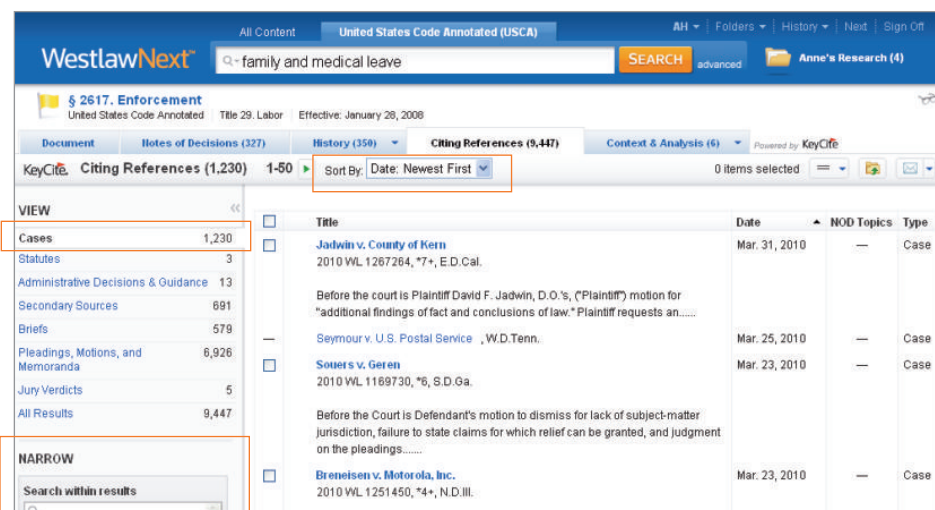 All Content United States Code Annotated (USCA) AH Folders History Next Sign Off
WestlawNext family and medical leave SEARCH advanced Anne's Research (4)
§ 2617. Enforcement
United States Code Annotated Title 29. Labor Effective: January 28, 2008
Document Notes of Decisions (327) History (350) Citing References (9,447) Context & Analysis (6) Powered by KeyCite
KeyCite. Citing References (1,230) 1-50 Sort By: Date: Newest First 0 items selected
VIEW
Cases 1,230
Statutes 3
Administrative Decisions & Guidance 13
Secondary Sources 691
Briefs 579
Pleadings, Motions, and 6,926
Memoranda
Jury Verdicts 5
All Results 9,447
NARROW
Search within results
Title Date NOD Topics Type
Jadwin v. County of Kern Mar. 31, 2010 — Case
2010 WL 1267264, *7+, E.D.Cal.
Before the court is Plaintiff David F. Jadwin, D.O.'s, ("Plaintiff") motion for
"additional findings of fact and conclusions of law." Plaintiff requests an......
— Seymour v. U.S. Postal Service , W.D.Tenn. Mar. 25, 2010 — Case
Souers v. Geren Mar. 23, 2010 — Case
2010 WL 1169730, *6, S.D.Ga.
Before the Court is Defendant's motion to dismiss for lack of subject-matter
jurisdiction, failure to state claims for which relief can be granted, and judgment
on the pleadings.......
Breneisen v. Motorola, Inc. Mar. 23, 2010 — Case
2010 WL 1251450, *4+, N.D.Ill.